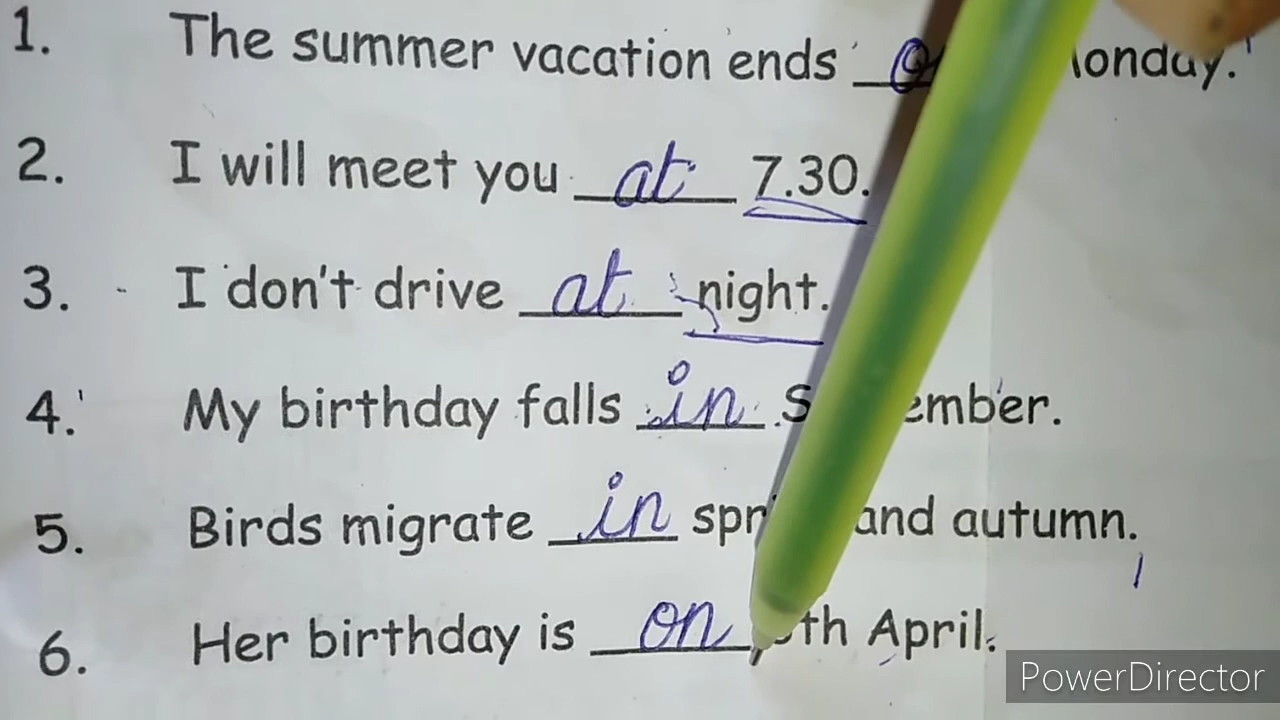 1. The summer vacation ends
2. I will meet you at 7.30.
3. I don't drive at night.
4. My birthday falls in
5. Birds migrate in and autumn.
6. Her birthday is on April.
PowerDirector